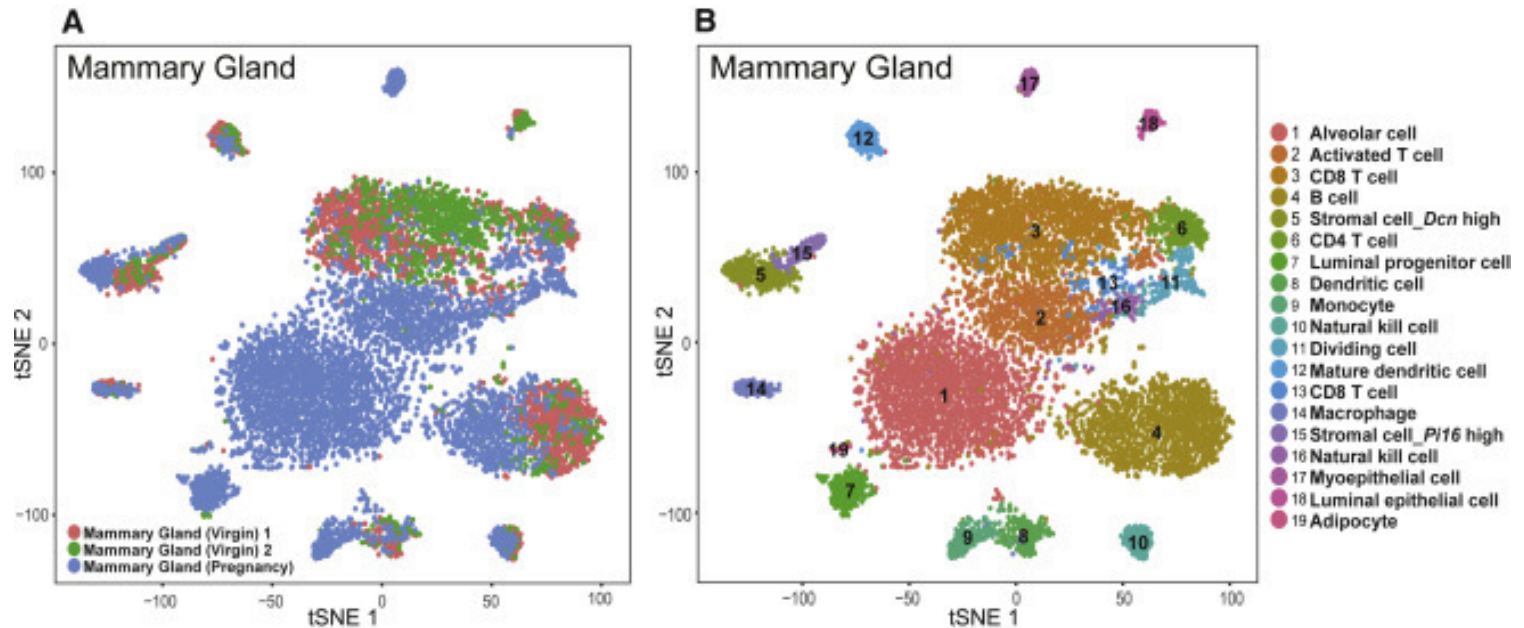 A
B
Mammary Gland
Mammary Gland
tSNE 2
tSNE 2
100
0
−100
100
0
−100
−100
−50
0
50
100
−100
−50
0
50
100
tSNE 1
tSNE 1
Mammary Gland (Virgin) 1
Mammary Gland (Virgin) 2
Mammary Gland (Pregnancy)
17
18
12
3
6
15
5
13
11
16
2
14
1
4
19
7
9
8
10
1 Alveolar cell
2 Activated T cell
3 CD8 T cell
4 B cell
5 Stromal cell_Dcn high
6 CD4 T cell
7 Luminal progenitor cell
8 Dendritic cell
9 Monocyte
10 Natural kill cell
11 Dividing cell
12 Mature dendritic cell
13 CD8 T cell
14 Macrophage
15 Stromal cell_Pi16 high
16 Natural kill cell
17 Myoepithelial cell
18 Luminal epithelial cell
19 Adipocyte